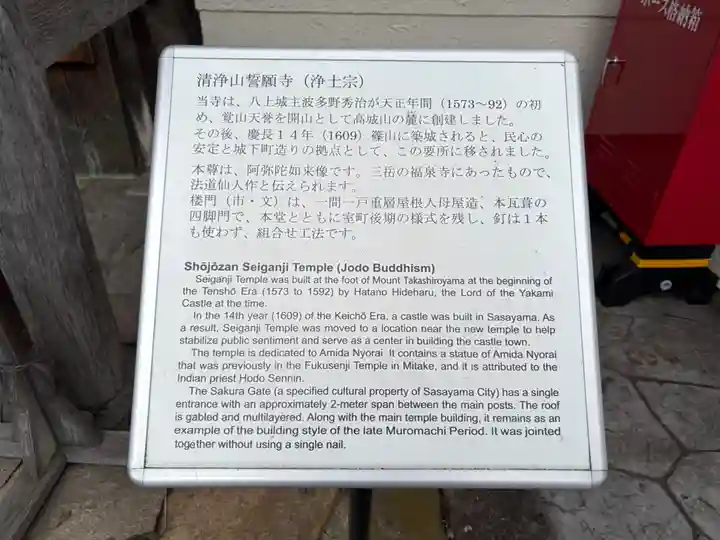 ホース格納箱
清浄山誓願寺（浄土宗）
当寺は、八上城主波多野秀治が天正年間（1573～92）の初
め、覚山天誉を開山として高城山の麓に創建しました。
その後、慶長１４年（1609）篠山に築城されると、民心の
安定と城下町造りの拠点として、この要所に移されました。
本尊は、阿弥陀如来像です。三岳の福泉寺にあったもので、
法道仙人作と伝えられます。
楼門（市・文）は、一間一戸重層屋根入母屋造、本瓦葺の
四脚門で、本堂とともに室町後期の様式を残し、釘は１本
も使わず、組合せ工法です。
Shōjōzan Seiganji Temple (Jodo Buddhism)
Seiganji Temple was built at the foot of Mount Takashiroyama at the beginning
of the Tenshō Era (1573 to 1592) by Hatano Hideharu, the Lord of the Yakami
Castle at the time.
In the 14th year (1609) of the Keichō Era, a castle was built in Sasayama. As
a result, Seiganji Temple was moved to a location near the new temple to help
stabilize public sentiment and serve as a center in building the castle town.
The temple is dedicated to Amida Nyorai. It contains a statue of Amida Nyorai
that was previously in the Fukusenji Temple in Mitake, and it is attributed to the
Indian priest Hodo Sennin.
The Sakura Gate (a specified cultural property of Sasayama City) has a single
entrance with an approximately 2-meter span between the main posts. The roof
is gabled and multilayered. Along with the main temple building, it remains as an
example of the building style of the late Muromachi Period. It was jointed
together without using a single nail.